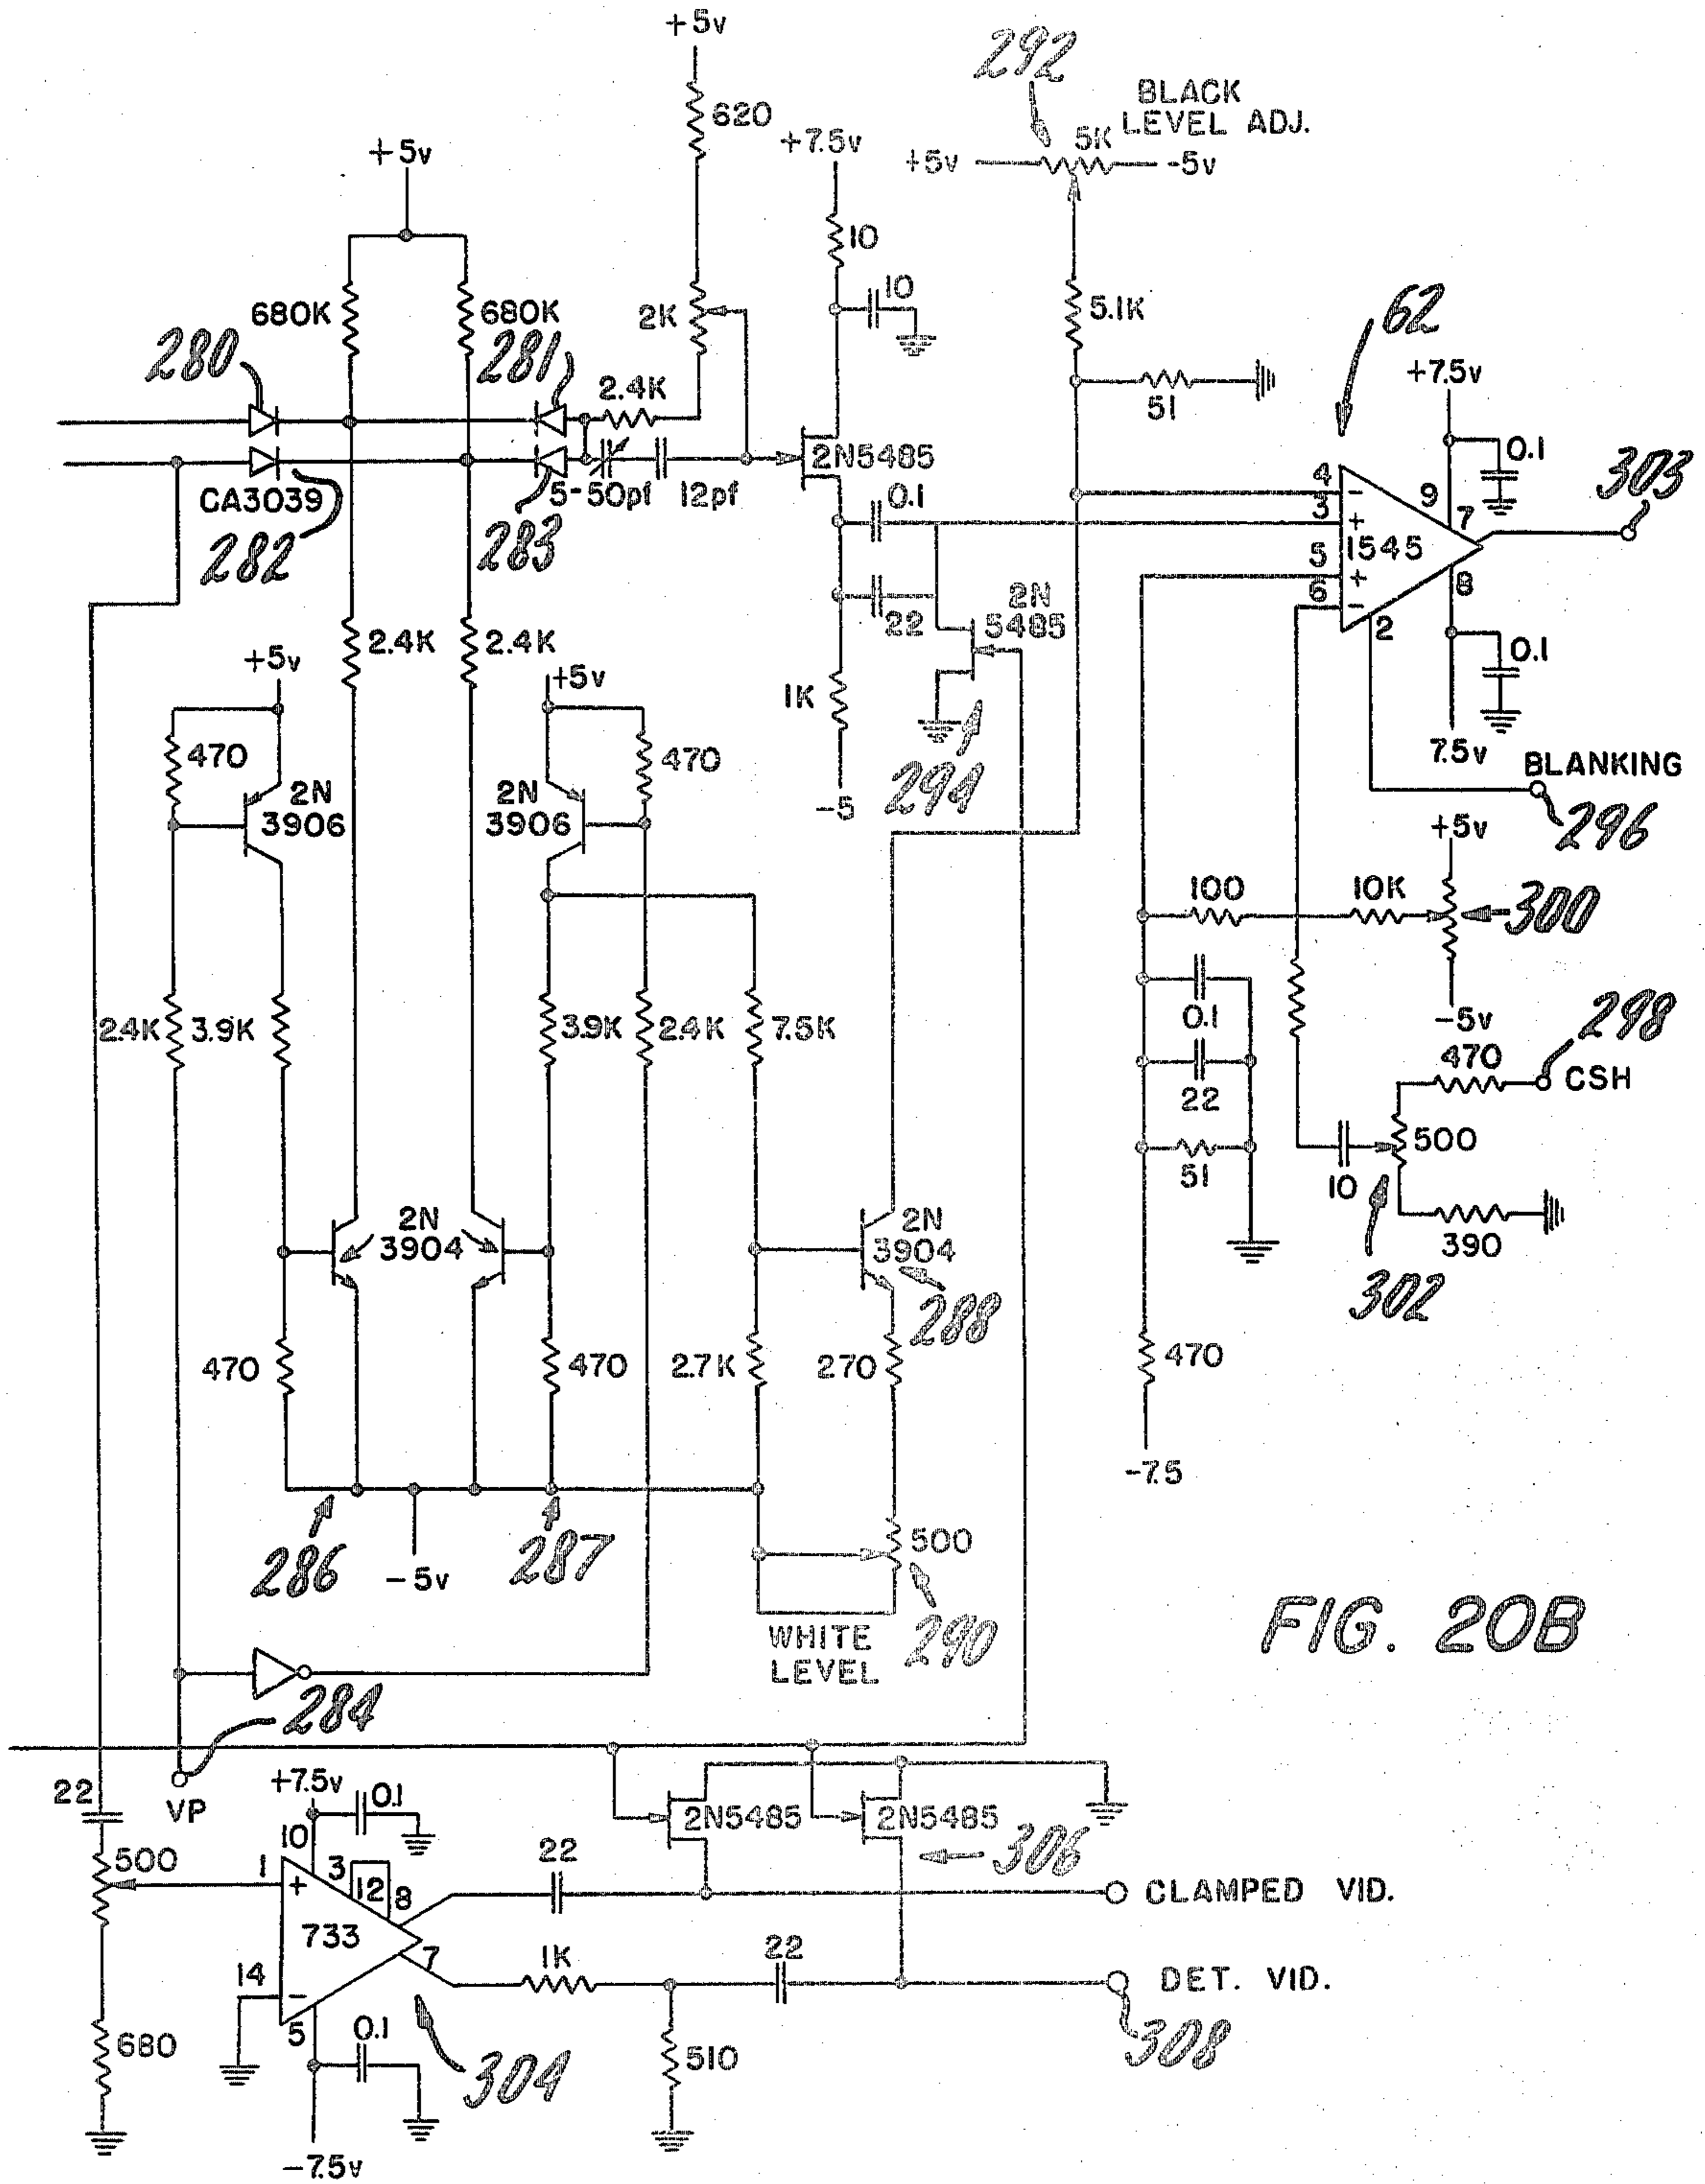 +5v
292
BLACK
LEVEL ADJ.
620
+7.5v
5K
+5v
-5v
+5v
10
10
680K
680K
2K
5.1K
62
280
281
2.4K
+7.5v
51
2N5485
0.1
303
CA3039
5-50pf
12pf
0.1
4
-
9
7
3
+
1545
282
283
5
+
8
6
-
22
2N
5485
2
2.4K
2.4K
0.1
+5v
+5v
1K
470
470
7.5v
2N
3906
2N
3906
-5
294
BLANKING
296
+5v
100
10K
300
2.4K
3.9K
3.9K
2.4K
7.5K
0.1
-5v
298
470
CSH
22
500
51
10
2N
3904
2N
3904
390
288
302
470
470
2.7K
270
470
-7.5
500
286
-5v
287
290
WHITE
LEVEL
FIG. 20B
284
22
VP
+7.5v
0.1
2N5485
2N5485
10
306
500
1
+
3
12
8
22
CLAMPED VID.
733
7
1K
22
14
-
DET. VID.
5
0.1
680
304
510
308
-7.5v